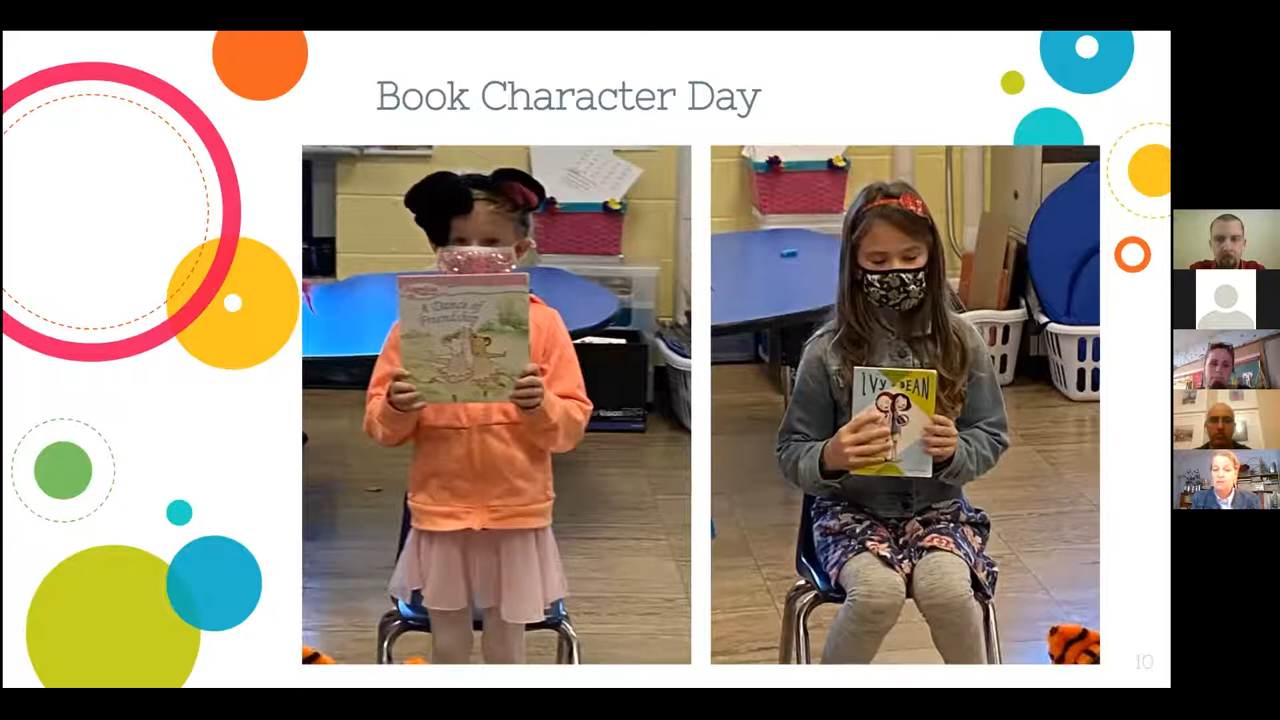 Book Character Day
A Dance of
Friendship
IVY + BEAN
10